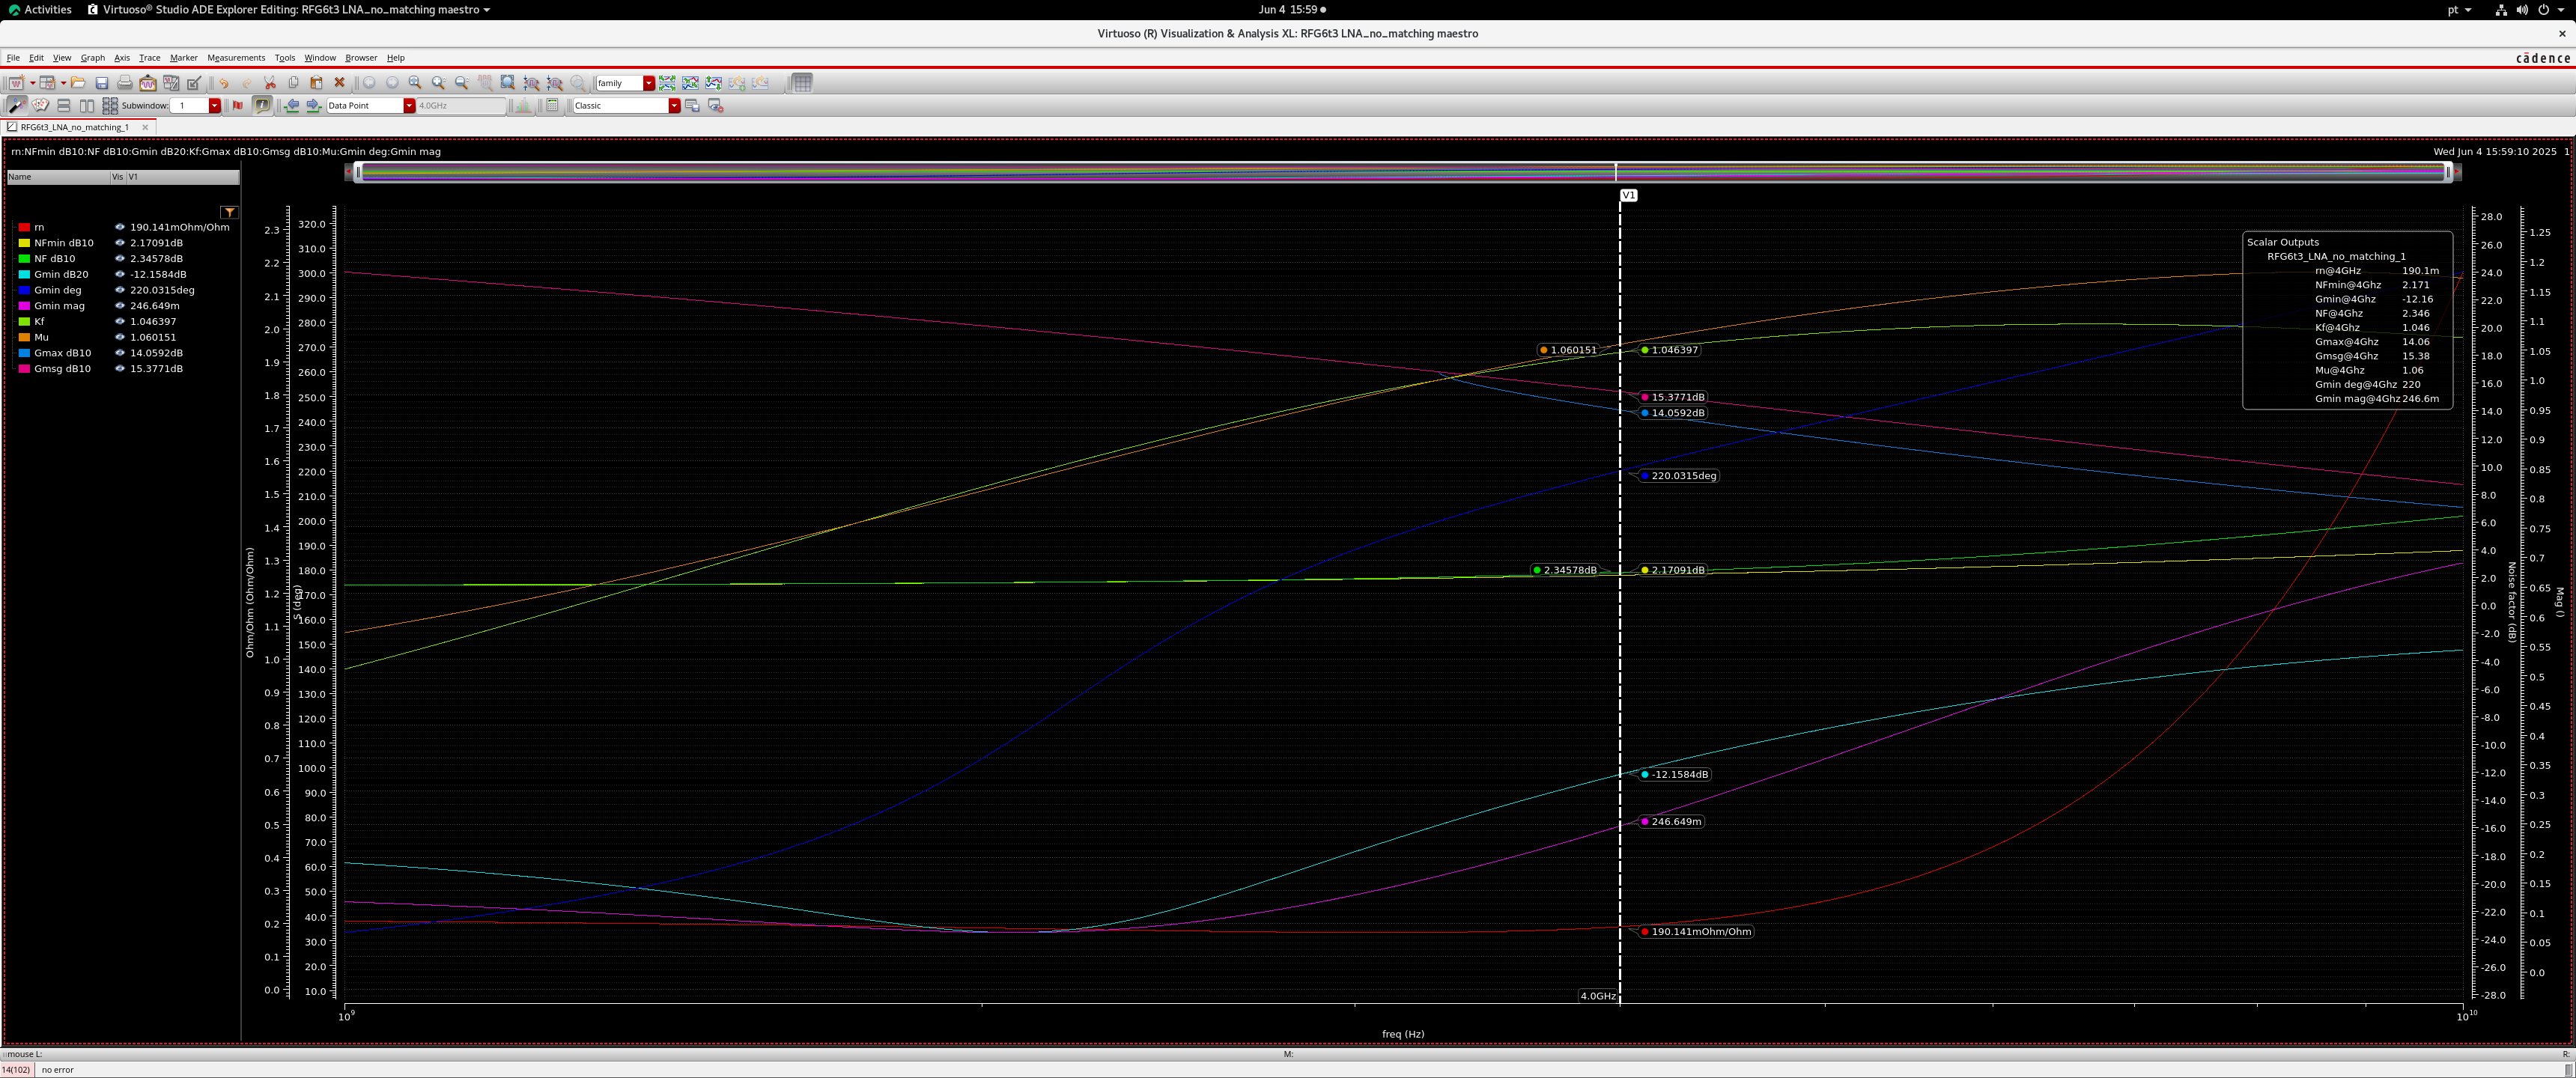 Activities Virtuoso® Studio ADE Explorer Editing: RFG6t3 LNA_no_matching maestro Jun 4 15:59 pt
Virtuoso (R) Visualization & Analysis XL: RFG6t3 LNA_no_matching maestro
File Edit View Graph Axis Trace Marker Measurements Tools Window Browser Help cādence
family
Subwindow: 1 Data Point 4.0GHz Classic
RFG6t3_LNA_no_matching_1
rn:NFmin dB10:NF dB10:Gmin dB20:Kf:Gmax dB10:Gmsg dB10:Mu:Gmin deg:Gmin mag Wed Jun 4 15:59:10 2025 1
Name Vis V1
rn 190.141mOhm/Ohm
NFmin dB10 2.17091dB
NF dB10 2.34578dB
Gmin dB20 -12.1584dB
Gmin deg 220.0315deg
Gmin mag 246.649m
Kf 1.046397
Mu 1.060151
Gmax dB10 14.0592dB
Gmsg dB10 15.3771dB
Ohm/Ohm (Ohm/Ohm)
2.3
2.2
2.1
2.0
1.9
1.8
1.7
1.6
1.5
1.4
1.3
1.2
1.1
1.0
0.9
0.8
0.7
0.6
0.5
0.4
0.3
0.2
0.1
0.0
S (deg)
320.0
310.0
300.0
290.0
280.0
270.0
260.0
250.0
240.0
230.0
220.0
210.0
200.0
190.0
180.0
170.0
160.0
150.0
140.0
130.0
120.0
110.0
100.0
90.0
80.0
70.0
60.0
50.0
40.0
30.0
20.0
10.0
V1
1.060151 1.046397
15.3771dB
14.0592dB
220.0315deg
2.34578dB 2.17091dB
-12.1584dB
246.649m
190.141mOhm/Ohm
4.0GHz
10^9 10^10
freq (Hz)
Scalar Outputs
RFG6t3_LNA_no_matching_1
rn@4GHz 190.1m
NFmin@4Ghz 2.171
Gmin@4Ghz -12.16
NF@4Ghz 2.346
Kf@4Ghz 1.046
Gmax@4Ghz 14.06
Gmsg@4Ghz 15.38
Mu@4Ghz 1.06
Gmin deg@4Ghz 220
Gmin mag@4Ghz 246.6m
28.0
26.0
24.0
22.0
20.0
18.0
16.0
14.0
12.0
10.0
8.0
6.0
4.0
2.0
0.0
-2.0
-4.0
-6.0
-8.0
-10.0
-12.0
-14.0
-16.0
-18.0
-20.0
-22.0
-24.0
-26.0
-28.0
Noise factor (dB)
1.25
1.2
1.15
1.1
1.05
1.0
0.95
0.9
0.85
0.8
0.75
0.7
0.65
0.6
0.55
0.5
0.45
0.4
0.35
0.3
0.25
0.2
0.15
0.1
0.05
0.0
Mag ()
mouse L: M: R:
14(102) no error